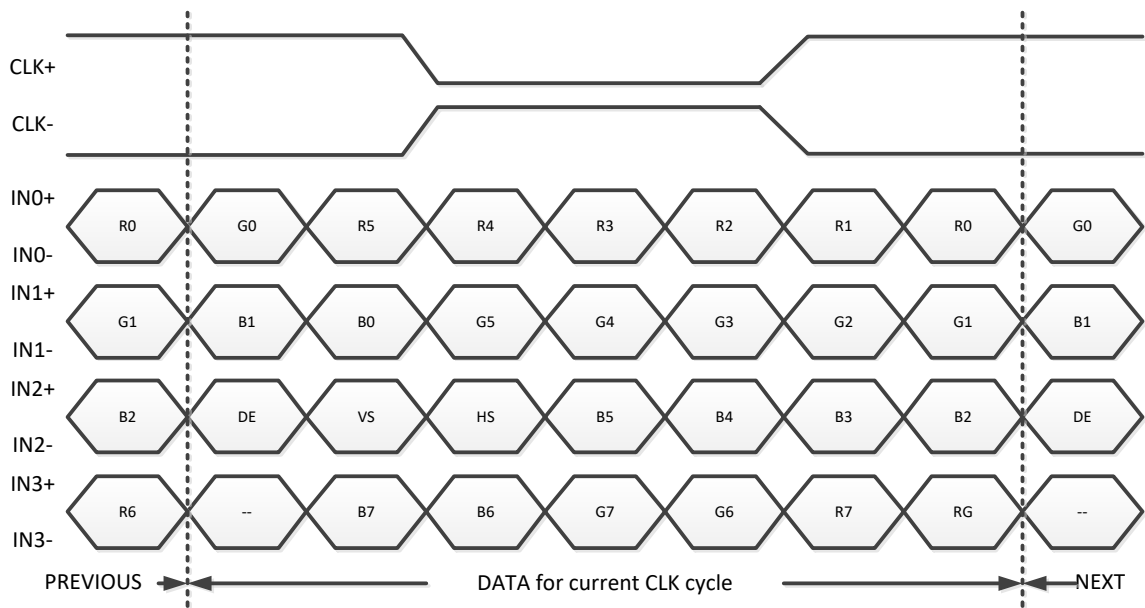 CLK+
CLK-
IN0+
R0 G0 R5 R4 R3 R2 R1 R0 G0
IN0-
IN1+
G1 B1 B0 G5 G4 G3 G2 G1 B1
IN1-
IN2+
B2 DE VS HS B5 B4 B3 B2 DE
IN2-
IN3+
R6 -- B7 B6 G7 G6 R7 RG --
IN3-
PREVIOUS DATA for current CLK cycle NEXT